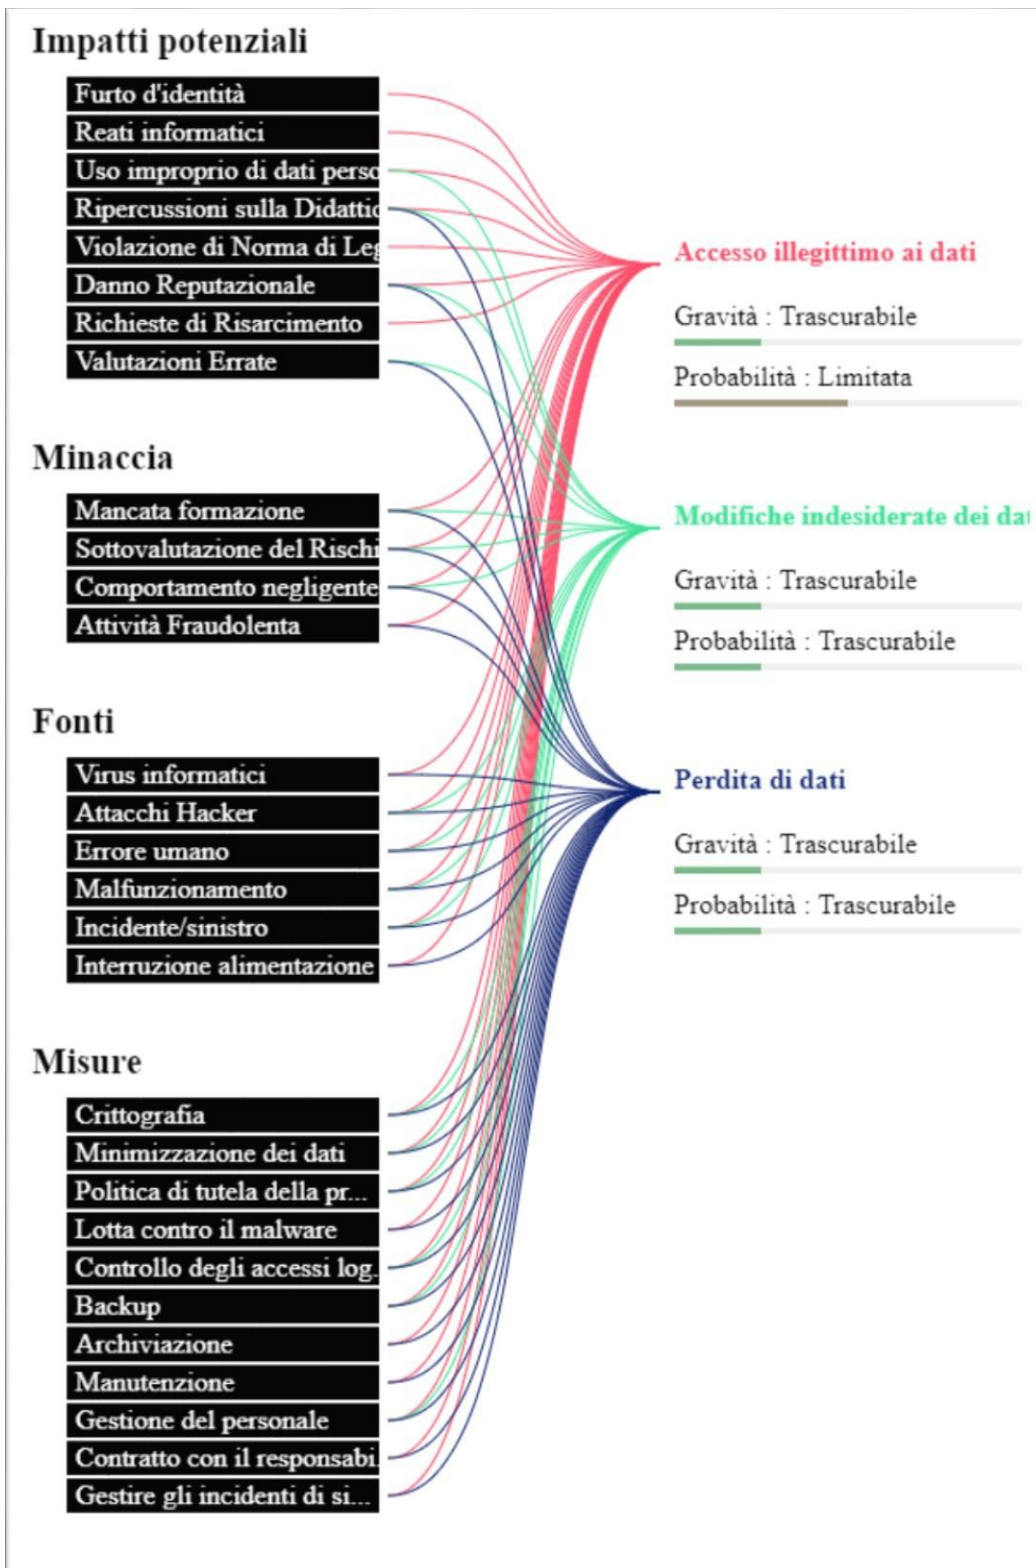 Impatti potenziali
Furto d'identità
Reati informatici
Uso improprio di dati perso
Ripercussioni sulla Didattic
Violazione di Norma di Leg
Danno Reputazionale
Richieste di Risarcimento
Valutazioni Errate
Minaccia
Mancata formazione
Sottovalutazione del Rischi
Comportamento negligente
Attività Fraudolenta
Fonti
Virus informatici
Attacchi Hacker
Errore umano
Malfunzionamento
Incidente/sinistro
Interruzione alimentazione
Misure
Crittografia
Minimizzazione dei dati
Politica di tutela della pr...
Lotta contro il malware
Controllo degli accessi log.
Backup
Archiviazione
Manutenzione
Gestione del personale
Contratto con il responsabi.
Gestire gli incidenti di si...
Accesso illegittimo ai dati
Gravità : Trascurabile
Probabilità : Limitata
Modifiche indesiderate dei dat
Gravità : Trascurabile
Probabilità : Trascurabile
Perdita di dati
Gravità : Trascurabile
Probabilità : Trascurabile